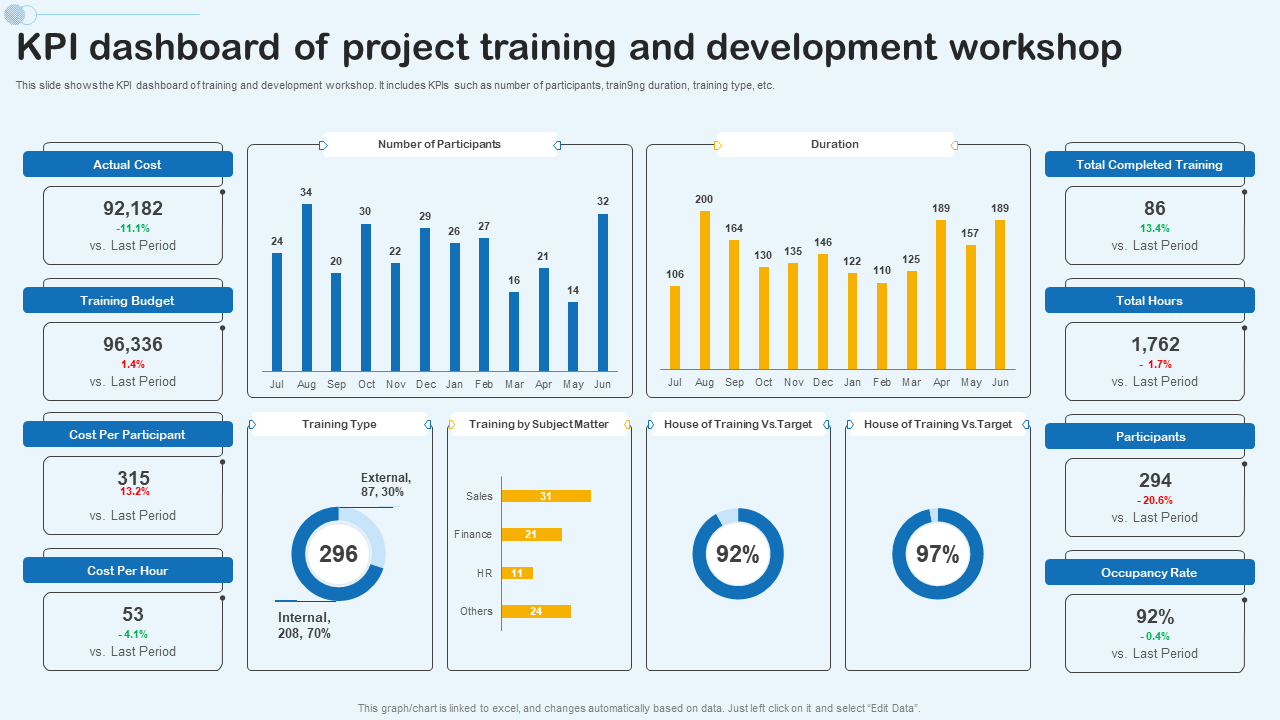 KPI dashboard of project training and development workshop
This slide shows the KPI dashboard of training and development workshop. It includes KPIs such as number of participants, train9ng duration, training type, etc.
Actual Cost
92,182
-11.1%
vs. Last Period
Training Budget
96,336
1.4%
vs. Last Period
Cost Per Participant
315
13.2%
vs. Last Period
Cost Per Hour
53
- 4.1%
vs. Last Period
Number of Participants
24 34 20 30 22 29 26 27 16 21 14 32
Jul Aug Sep Oct Nov Dec Jan Feb Mar Apr May Jun
Duration
106 200 164 130 135 146 122 110 125 189 157 189
Jul Aug Sep Oct Nov Dec Jan Feb Mar Apr May Jun
Training Type
External,
87, 30%
296
Internal,
208, 70%
Training by Subject Matter
Sales 31
Finance 21
HR 11
Others 24
House of Training Vs.Target
92%
House of Training Vs.Target
97%
Total Completed Training
86
13.4%
vs. Last Period
Total Hours
1,762
- 1.7%
vs. Last Period
Participants
294
- 20.6%
vs. Last Period
Occupancy Rate
92%
- 0.4%
vs. Last Period
This graph/chart is linked to excel, and changes automatically based on data. Just left click on it and select “Edit Data”.